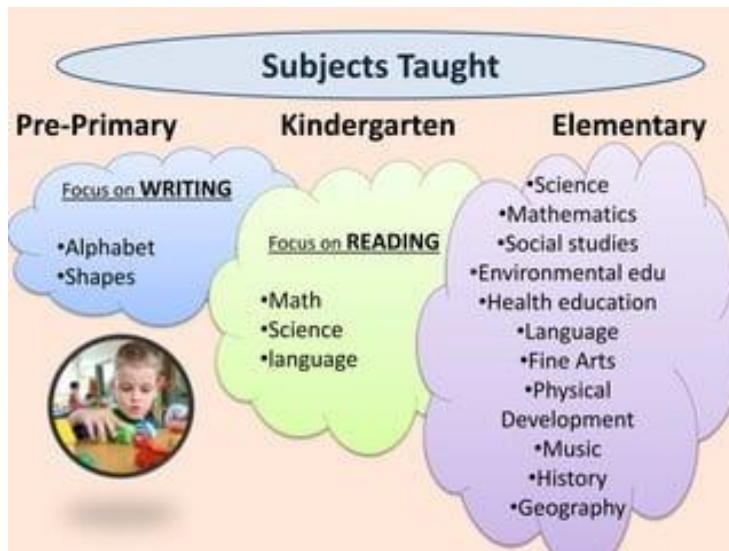 Subjects Taught
Pre-Primary
Kindergarten
Elementary
Focus on WRITING
•Alphabet
•Shapes
Focus on READING
•Math
•Science
•language
•Science
•Mathematics
•Social studies
•Environmental edu
•Health education
•Language
•Fine Arts
•Physical
Development
•Music
•History
•Geography